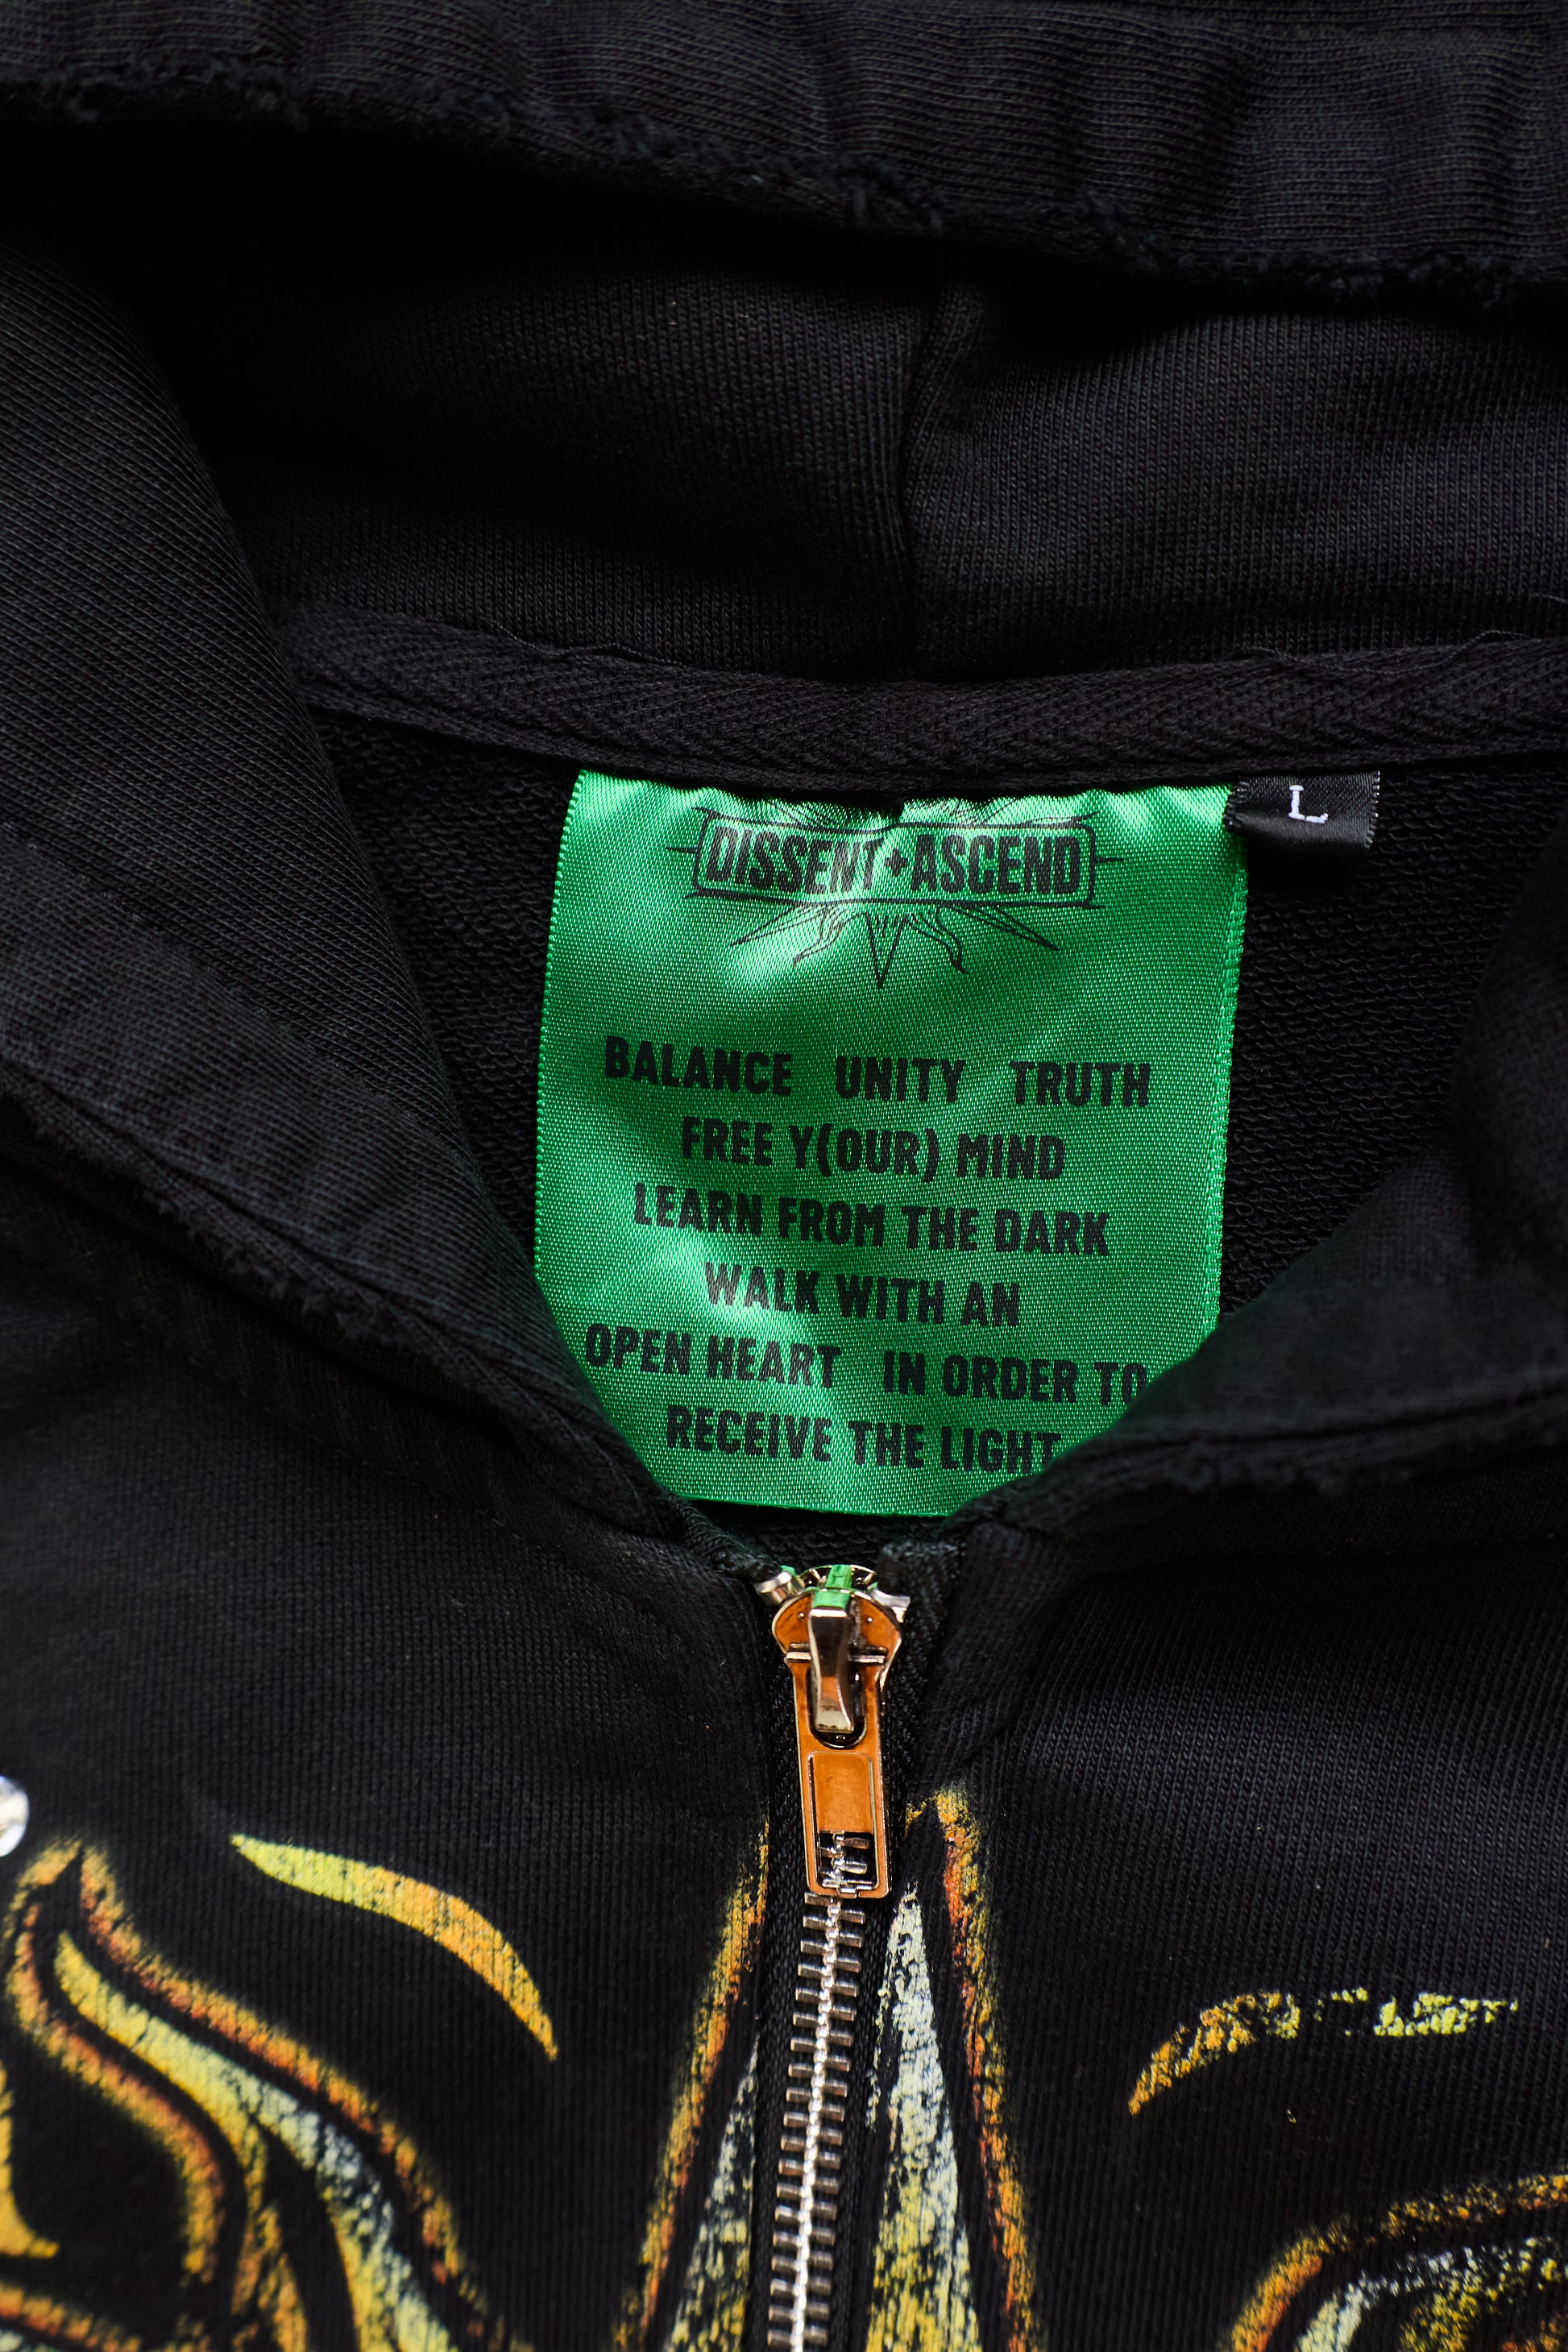 DISSENT+ASCEND
L
BALANCE UNITY TRUTH
FREE Y(OUR) MIND
LEARN FROM THE DARK
WALK WITH AN
OPEN HEART IN ORDER TO
RECEIVE THE LIGHT